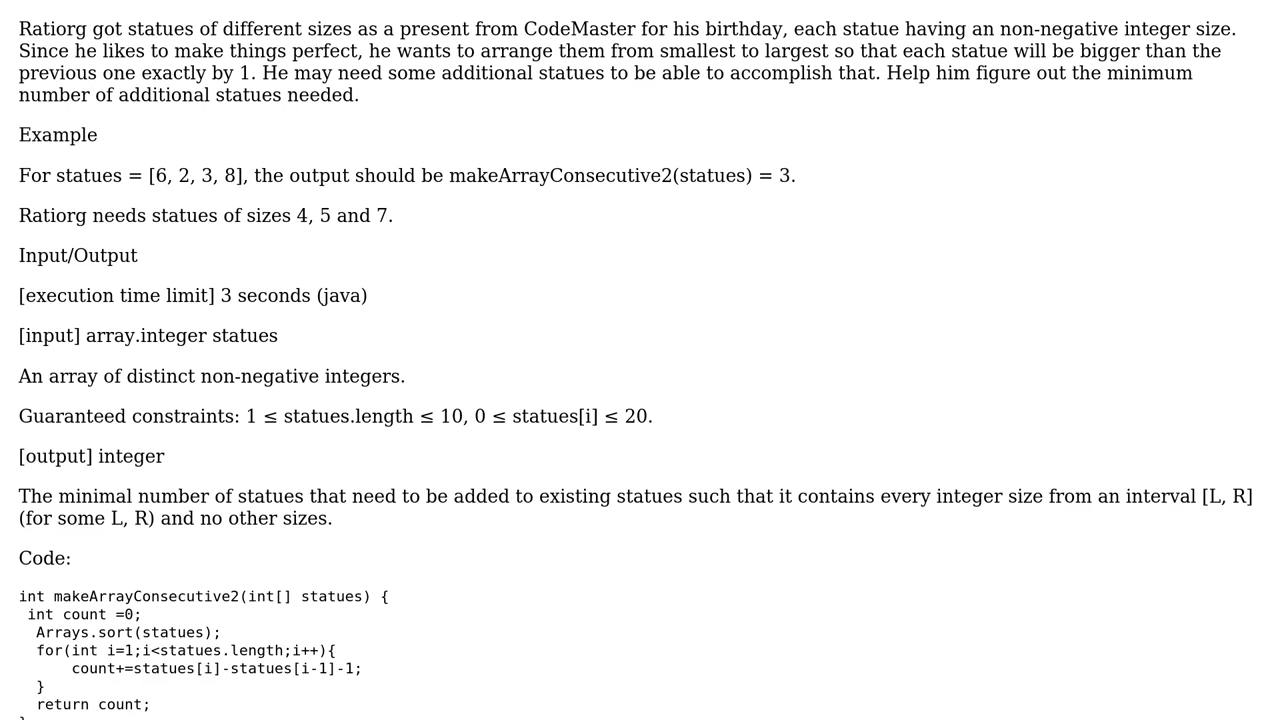 Ratiorg got statues of different sizes as a present from CodeMaster for his birthday, each statue having an non-negative integer size.
Since he likes to make things perfect, he wants to arrange them from smallest to largest so that each statue will be bigger than the
previous one exactly by 1. He may need some additional statues to be able to accomplish that. Help him figure out the minimum
number of additional statues needed.
Example
For statues = [6, 2, 3, 8], the output should be makeArrayConsecutive2(statues) = 3.
Ratiorg needs statues of sizes 4, 5 and 7.
Input/Output
[execution time limit] 3 seconds (java)
[input] array.integer statues
An array of distinct non-negative integers.
Guaranteed constraints: 1 ≤ statues.length ≤ 10, 0 ≤ statues[i] ≤ 20.
[output] integer
The minimal number of statues that need to be added to existing statues such that it contains every integer size from an interval [L, R]
(for some L, R) and no other sizes.
Code:
int makeArrayConsecutive2(int[] statues) {
 int count =0;
  Arrays.sort(statues);
  for(int i=1;i<statues.length;i++){
      count+=statues[i]-statues[i-1]-1;
  }
  return count;